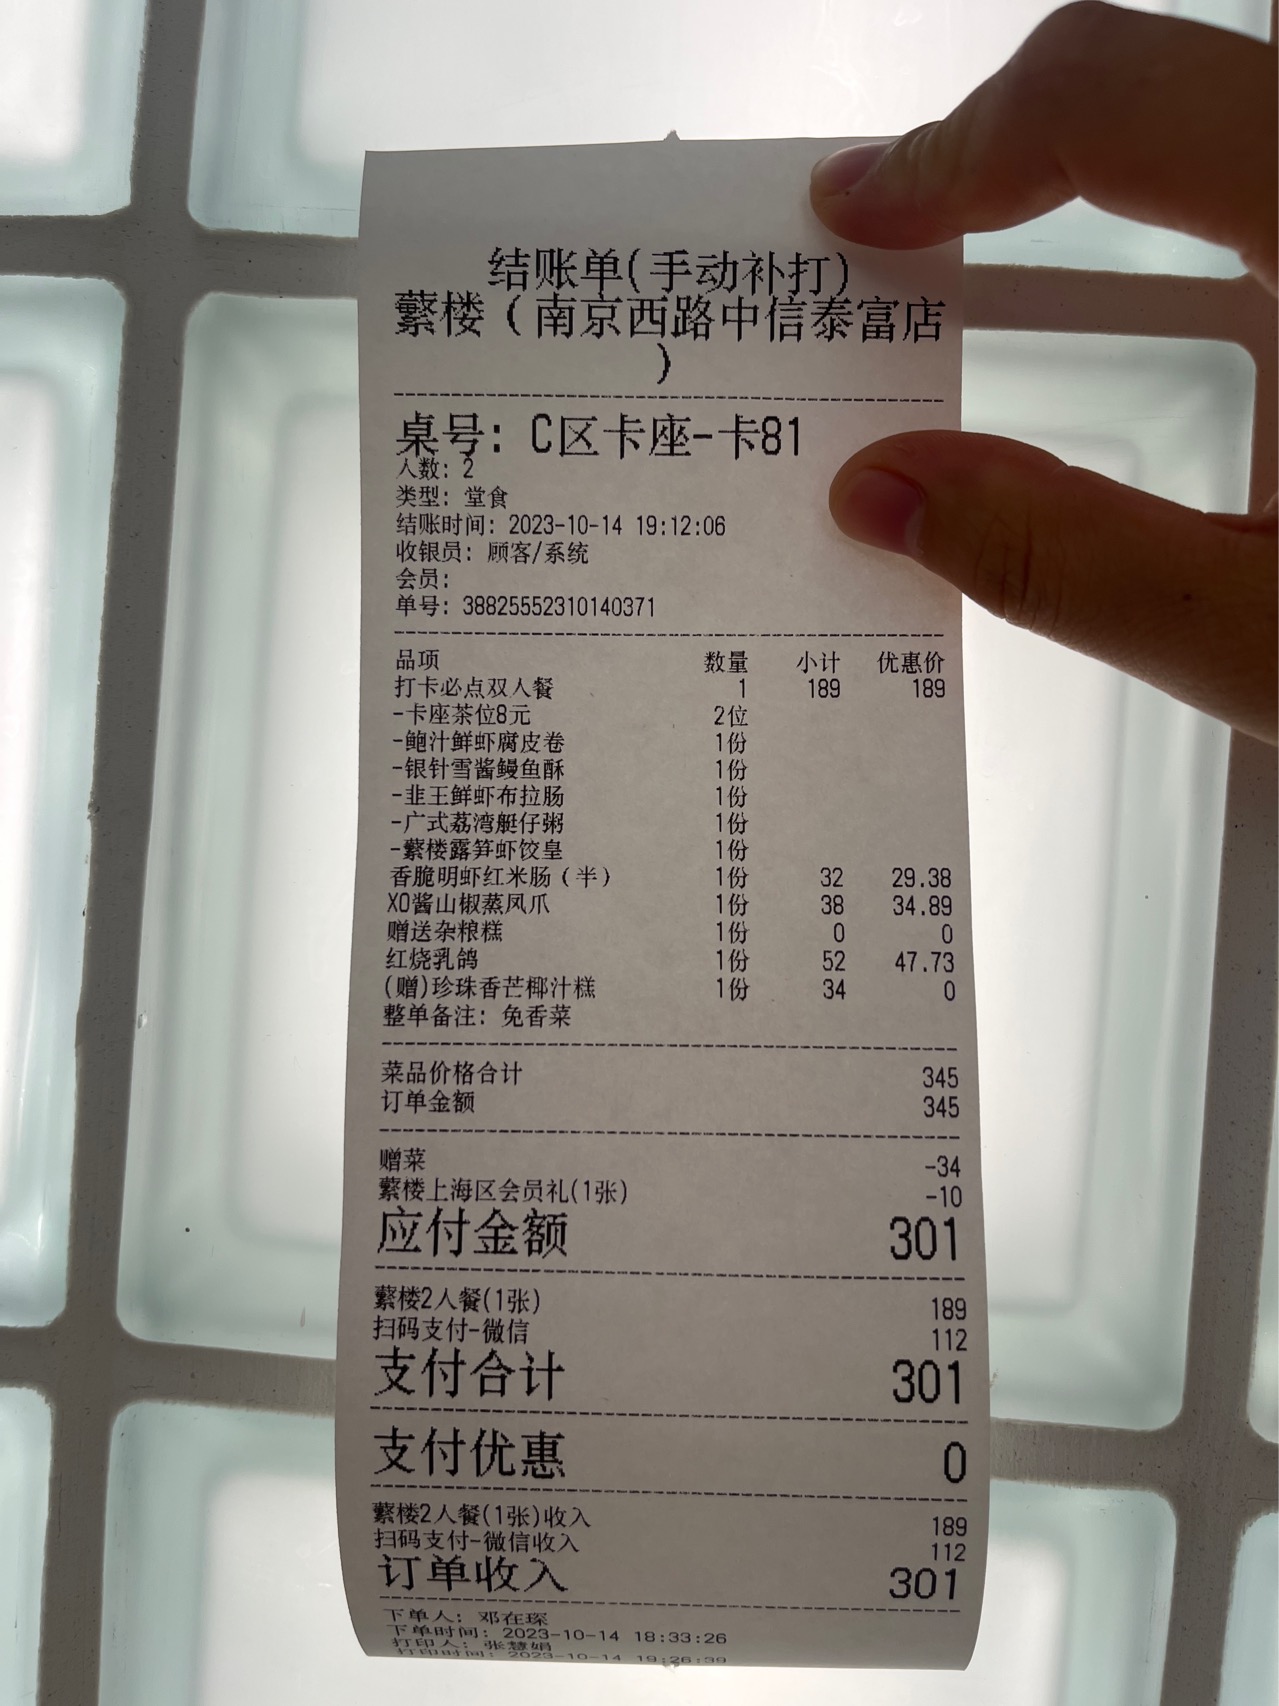 结账单(手动补打)
蘩楼（南京西路中信泰富店
）
桌号: C区卡座-卡81
人数: 2
类型: 堂食
结账时间: 2023-10-14 19:12:06
收银员: 顾客/系统
会员:
单号: 38825552310140371
品项 数量 小计 优惠价
打卡必点双人餐 1 189 189
-卡座茶位8元 2位
-鲍汁鲜虾腐皮卷 1份
-银针雪酱鳗鱼酥 1份
-韭王鲜虾布拉肠 1份
-广式荔湾艇仔粥 1份
-蘩楼露笋虾饺皇 1份
香脆明虾红米肠（半） 1份 32 29.38
XO酱山椒蒸凤爪 1份 38 34.89
赠送杂粮糕 1份 0 0
红烧乳鸽 1份 52 47.73
(赠)珍珠香芒椰汁糕 1份 34 0
整单备注: 免香菜
菜品价格合计 345
订单金额 345
赠菜 -34
蘩楼上海区会员礼(1张) -10
应付金额 301
蘩楼2人餐(1张) 189
扫码支付-微信 112
支付合计 301
支付优惠 0
蘩楼2人餐(1张)收入 189
扫码支付-微信收入 112
订单收入 301
下单人: 邓在琛
下单时间: 2023-10-14 18:33:26
打印人: 张慧娟
打印时间: 2023-10-14 19:26:39